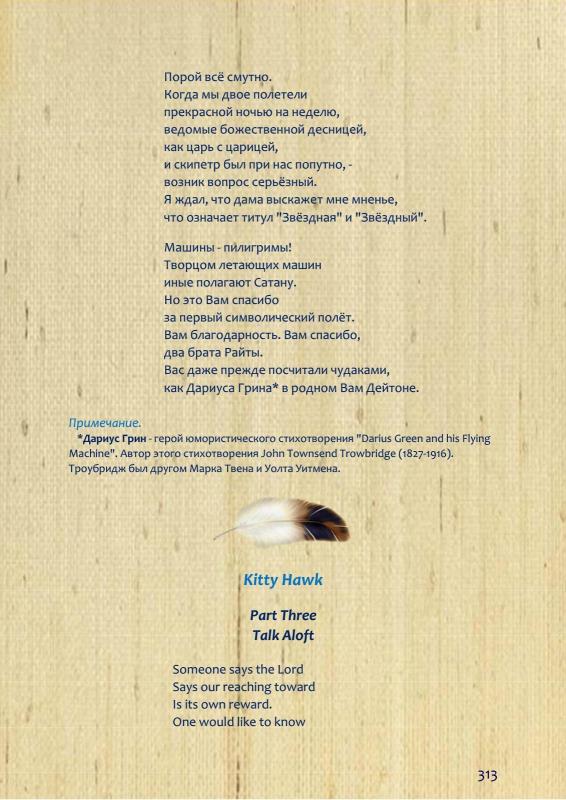 Порой всё смутно.
Когда мы двое полетели
прекрасной ночью на неделю,
ведомые божественной десницей,
как царь с царицей,
и скипетр был при нас попутно, -
возник вопрос серьёзный.
Я ждал, что дама выскажет мне мненье,
что означает титул "Звёздная" и "Звёздный".
Машины - пилигримы!
Творцом летающих машин
иные полагают Сатану.
Но это Вам спасибо
за первый символический полёт.
Вам благодарность. Вам спасибо,
два брата Райты.
Вас даже прежде посчитали чудаками,
как Дариуса Грина* в родном Вам Дейтоне.
Примечание.
*Дариус Грин - герой юмористического стихотворения "Darius Green and his Flying
Machine". Автор этого стихотворения John Townsend Trowbridge (1827-1916).
Троубридж был другом Марка Твена и Уолта Уитмена.
Kitty Hawk
Part Three
Talk Aloft
Someone says the Lord
Says our reaching toward
Is its own reward.
One would like to know
313